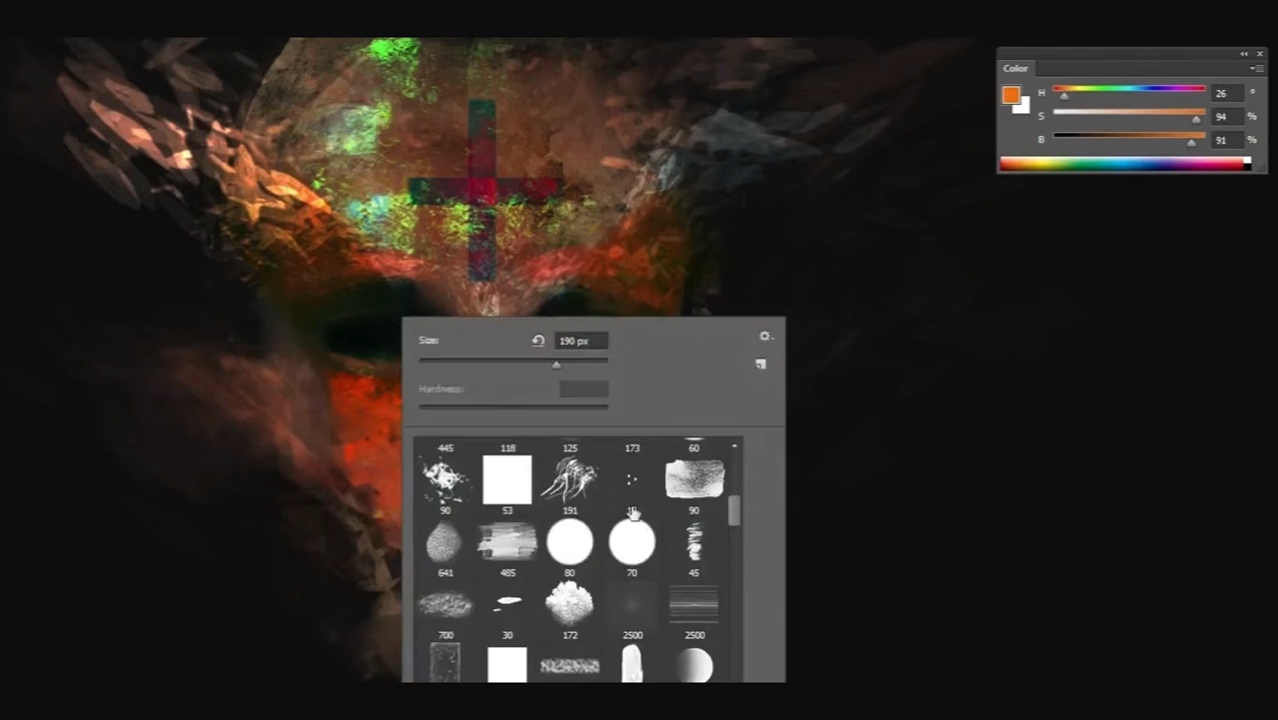 Color
H 26 °
S 94 %
B 91 %
Size: 190 px
Hardness:
445 118 125 173 60
90 53 191 90
641 485 80 70 45
700 30 172 2500 2500